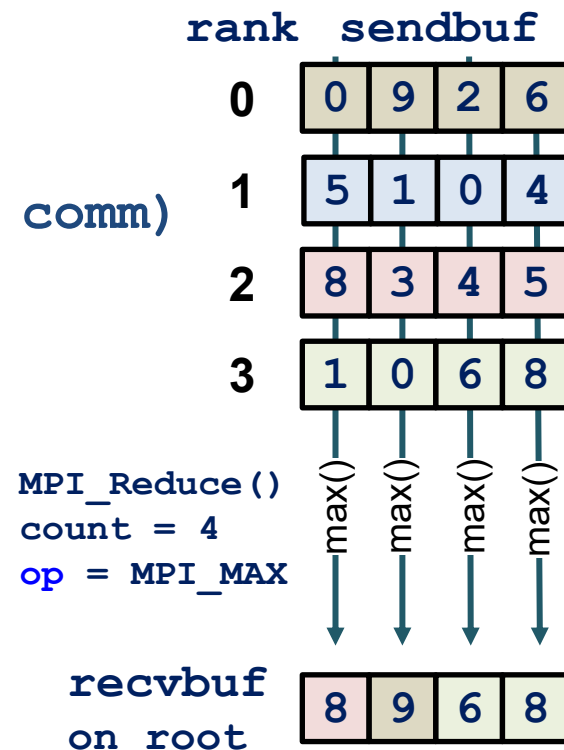 rank sendbuf
0 0 9 2 6
1 5 1 0 4
comm)
2 8 3 4 5
3 1 0 6 8
max() max() max() max()
MPI_Reduce()
count = 4
op = MPI_MAX
recvbuf
8 9 6 8
on root